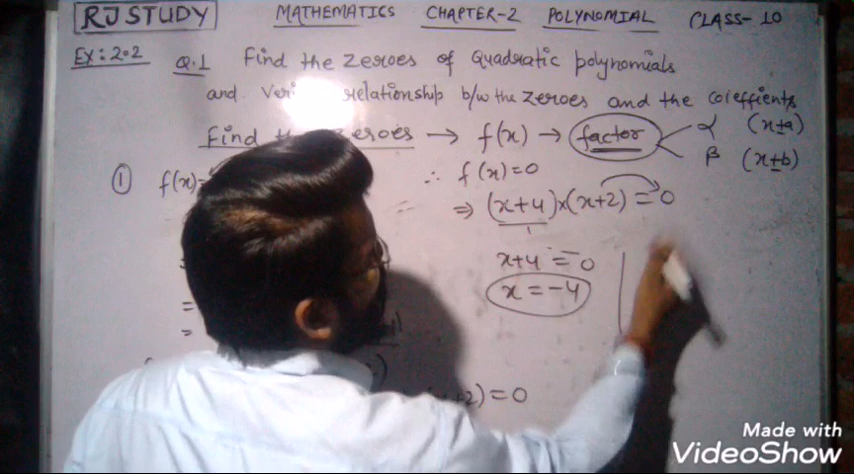 RJ STUDY MATHEMATICS CHAPTER-2 POLYNOMIAL CLASS-10
Ex:2.2 Q.1 Find the zeroes of quadratic polynomials
and relationship b/w the zeroes and the coieffients
Find the zeroes → f(x) → factor α (x±a)
β (x±b)
① f(x)= ∴ f(x)=0
⇒ (x+4)×(x+2)=0
x+4=0
x=-4
+2)=0
Made with
VideoShow